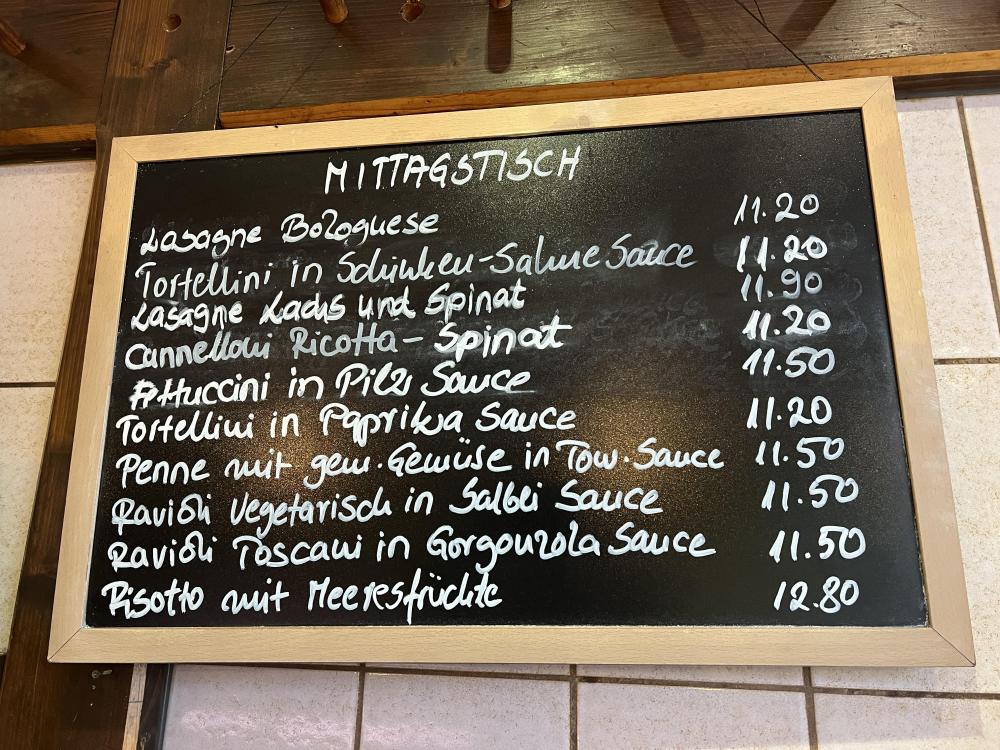 MITTAGSTISCH
Lasagne Bolognese 11.20
Tortellini in Schinken-Sahne Sauce 11.20
Lasagne Lachs und Spinat 11.90
Cannelloni Ricotta - Spinat 11.20
Fettuccini in Pilz Sauce 11.50
Tortellini in Paprika Sauce 11.20
Penne mit gem. Gemüse in Tom. Sauce 11.50
Ravioli Vegetarisch in Salbei Sauce 11.50
Ravioli Toscani in Gorgonzola Sauce 11.50
Risotto mit Meeresfrüchte 12.80